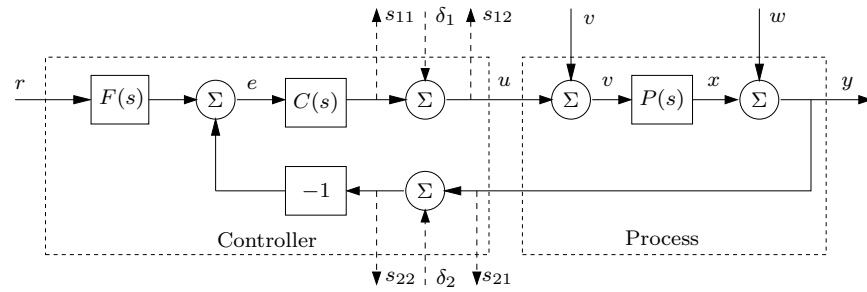 s₁₁ δ₁ s₁₂ v w
r F(s) Σ e C(s) Σ u Σ v P(s) x Σ y
−1 Σ
Controller Process
s₂₂ δ₂ s₂₁